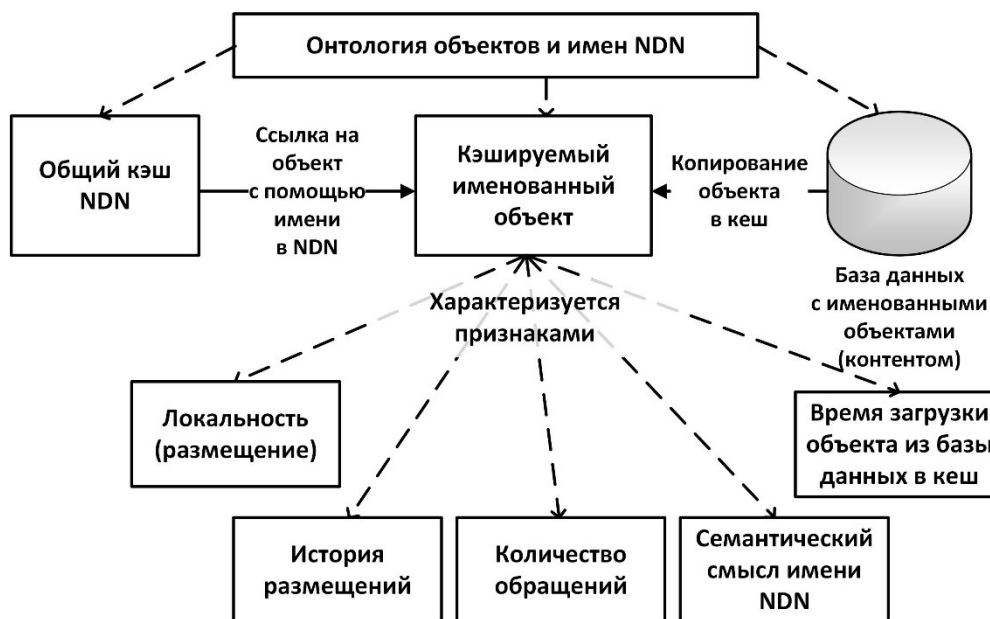 Онтология объектов и имен NDN
Общий кэш
NDN
Ссылка на
объект
с помощью
имени
в NDN
Кэшируемый
именованный
объект
Копирование
объекта
в кеш
База данных
с именованными
объектами
(контентом)
Характеризуется
признаками
Локальность
(размещение)
Время загрузки
объекта из базы
данных в кеш
История
размещений
Количество
обращений
Семантический
смысл имени
NDN